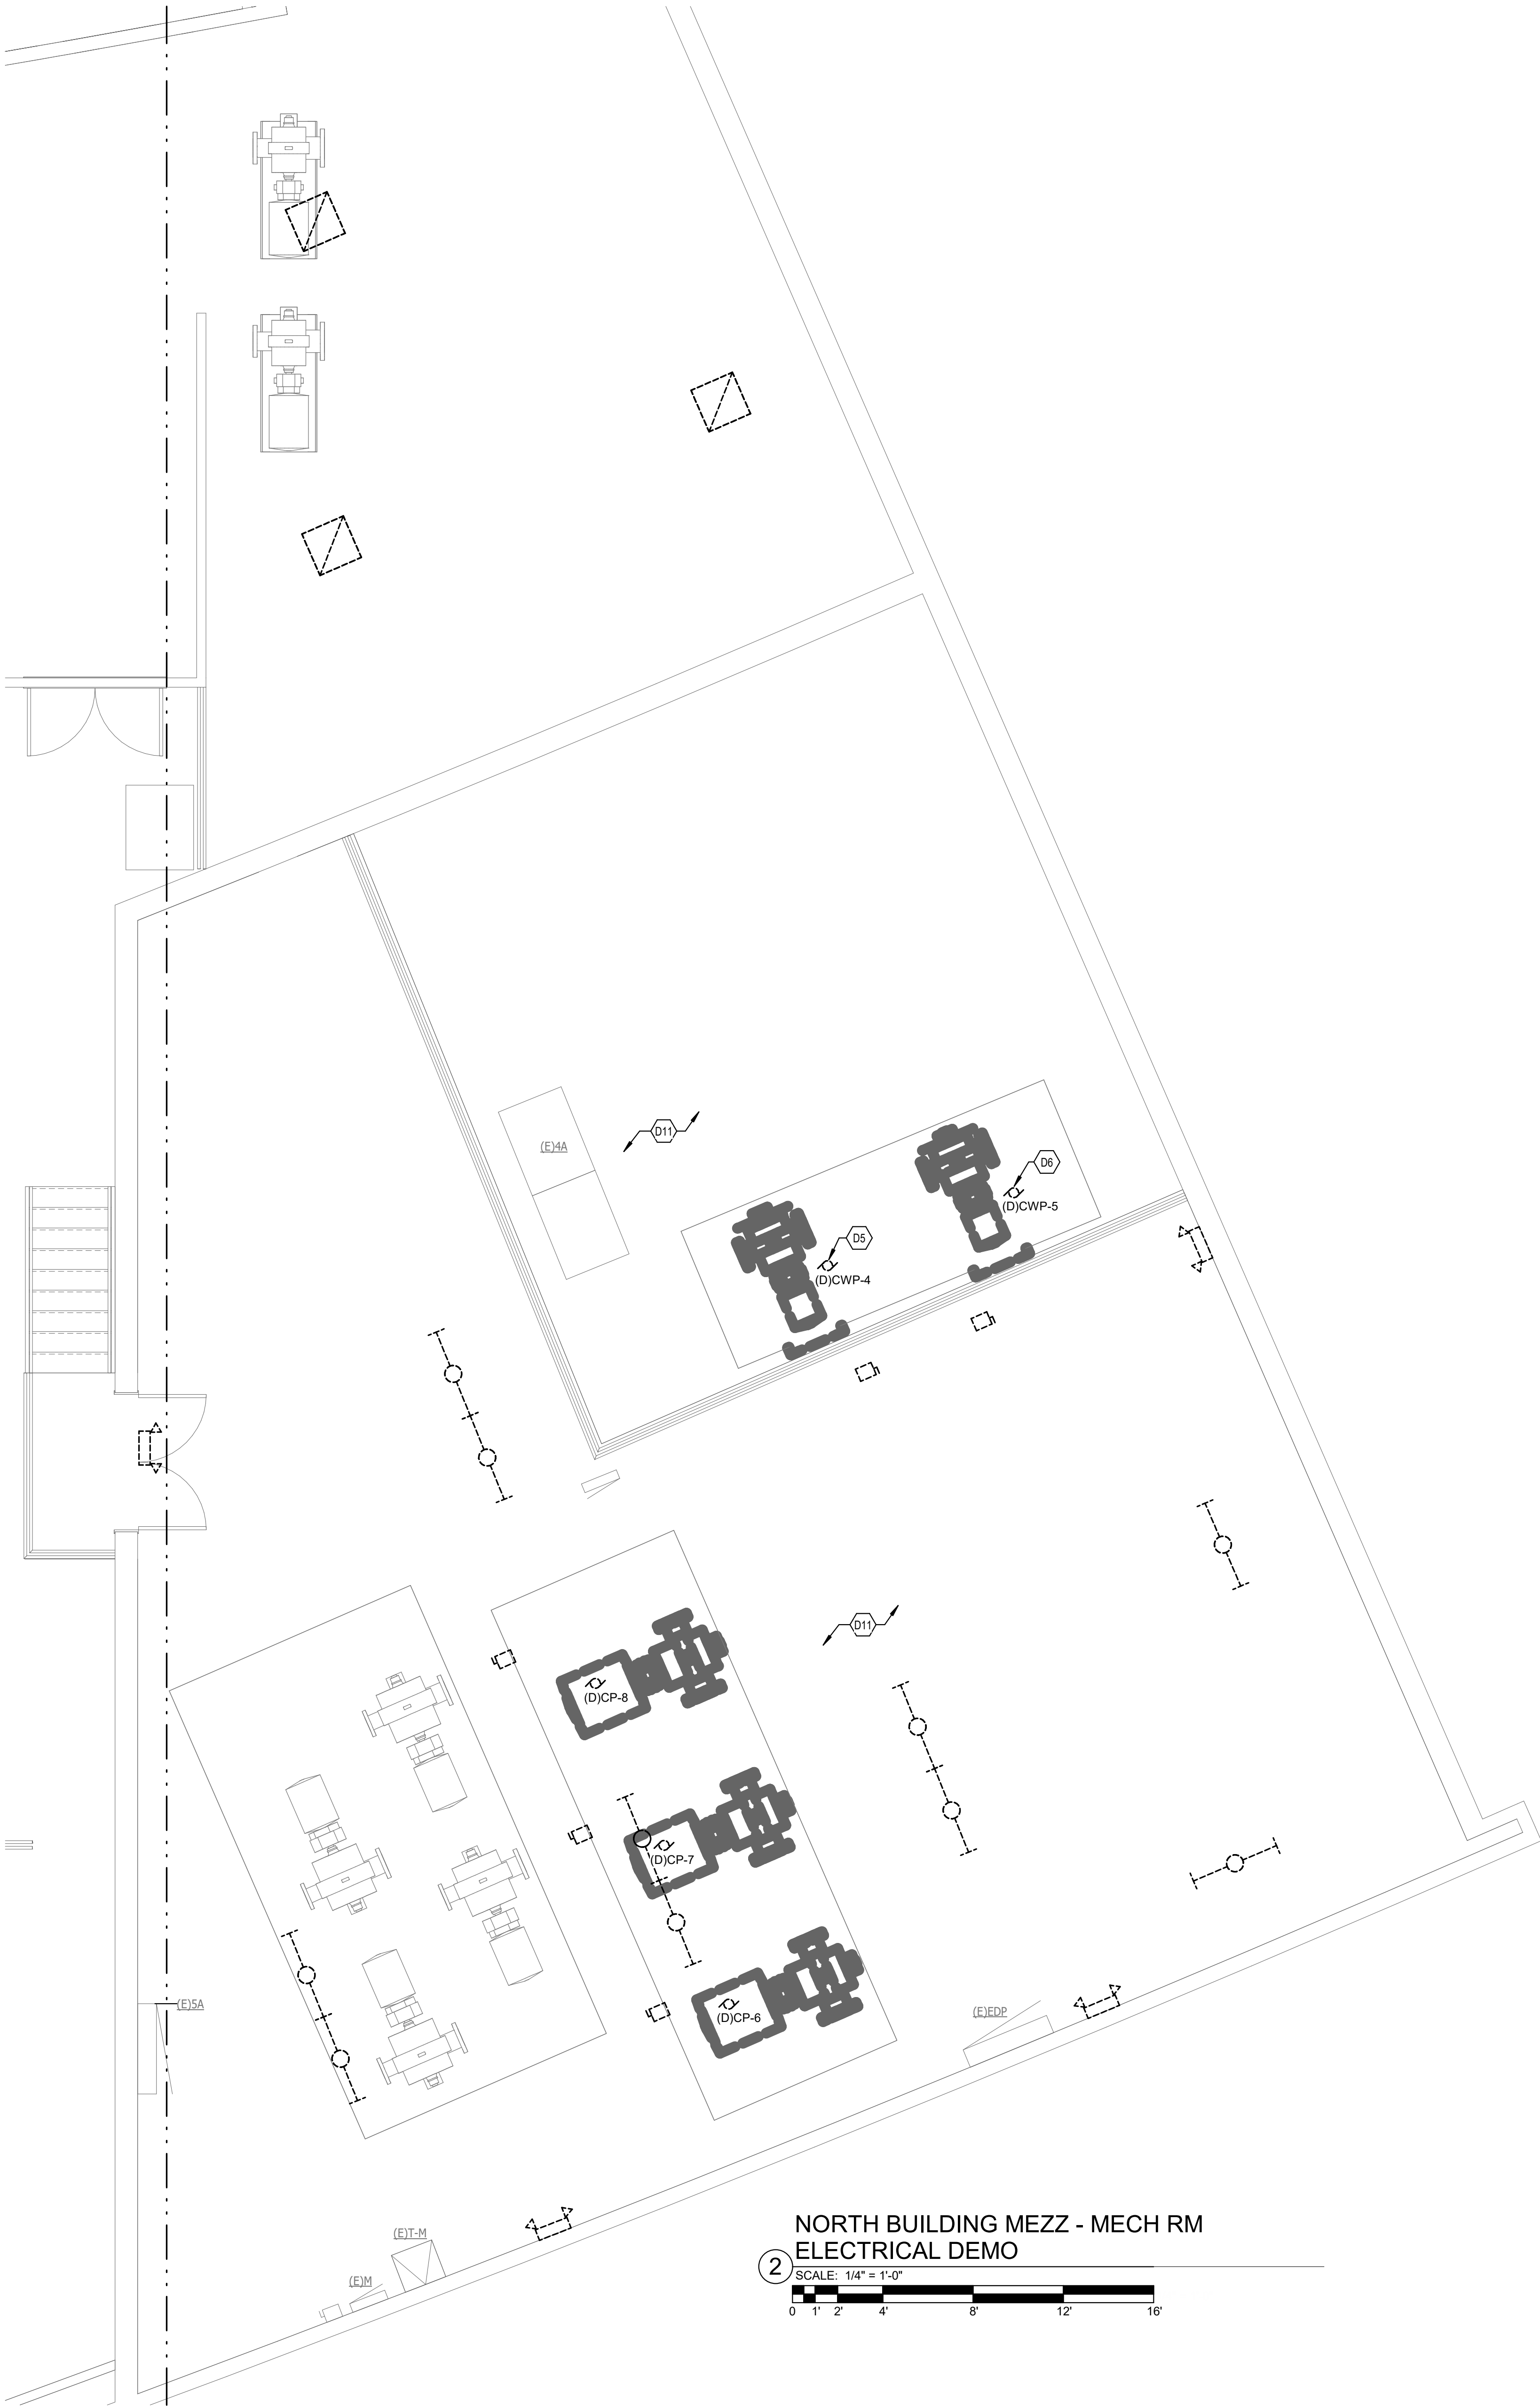 (E)4A
D11
D6
(D)CWP-5
D5
(D)CWP-4
D11
(D)CP-8
(D)CP-7
(D)CP-6
(E)5A
(E)EDP
(E)T-M
(E)M
NORTH BUILDING MEZZ - MECH RM
ELECTRICAL DEMO
2
SCALE: 1/4" = 1'-0"
0 1' 2' 4' 8' 12' 16'